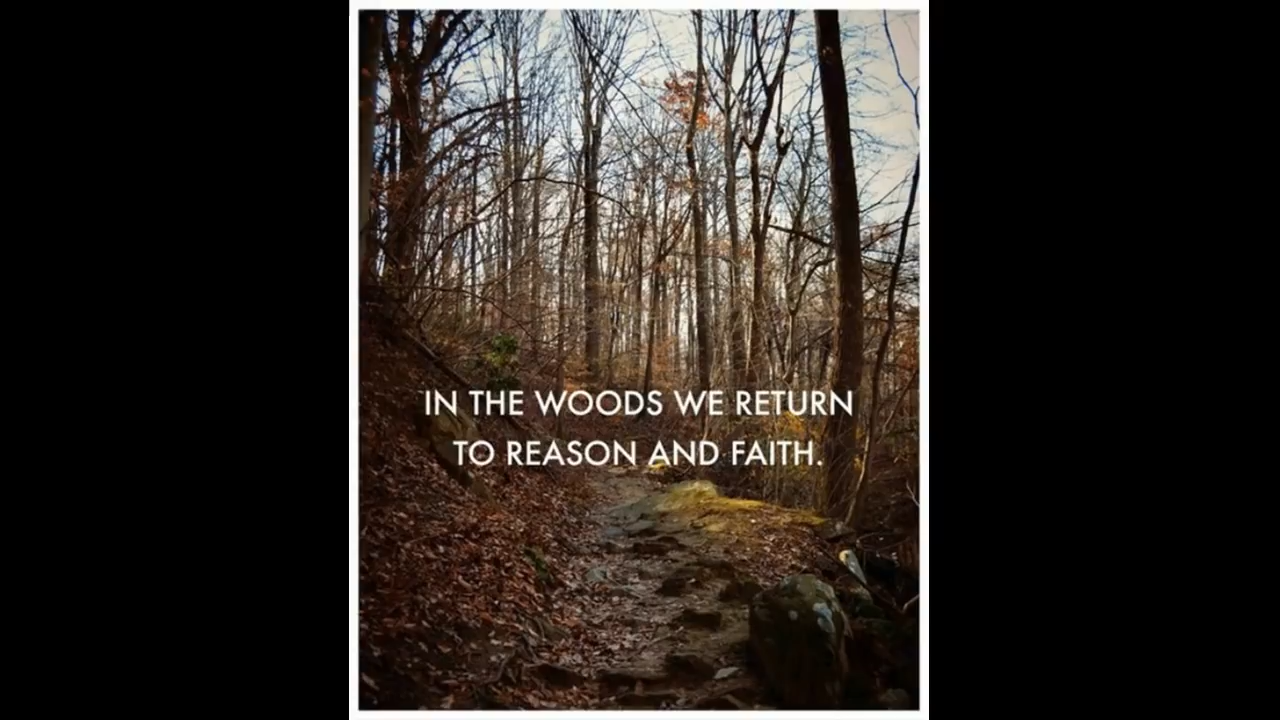 IN THE WOODS WE RETURN
TO REASON AND FAITH.